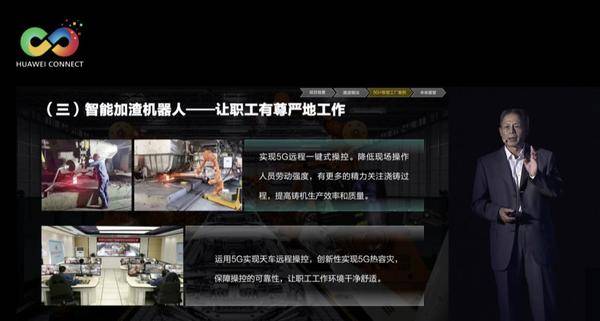 HUAWEI CONNECT
（三）智能加渣机器人——让职工有尊严地工作
实现5G远程一键式操控。降低现场操作
人员劳动强度，有更多的精力关注浇铸过
程，提高铸机生产效率和质量。
运用5G实现天车远程操控，创新性实现5G热容灾，
保障操控的可靠性，让职工工作环境干净舒适。